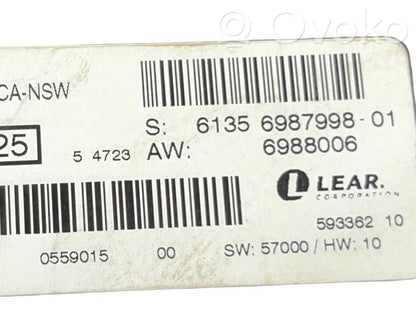 Ovoko
CA-NSW
S: 6135 6987998-01
25
5 4723 AW: 6988006
LEAR.
CORPORATION
593362 10
0559015 00 SW: 57000 / HW: 10